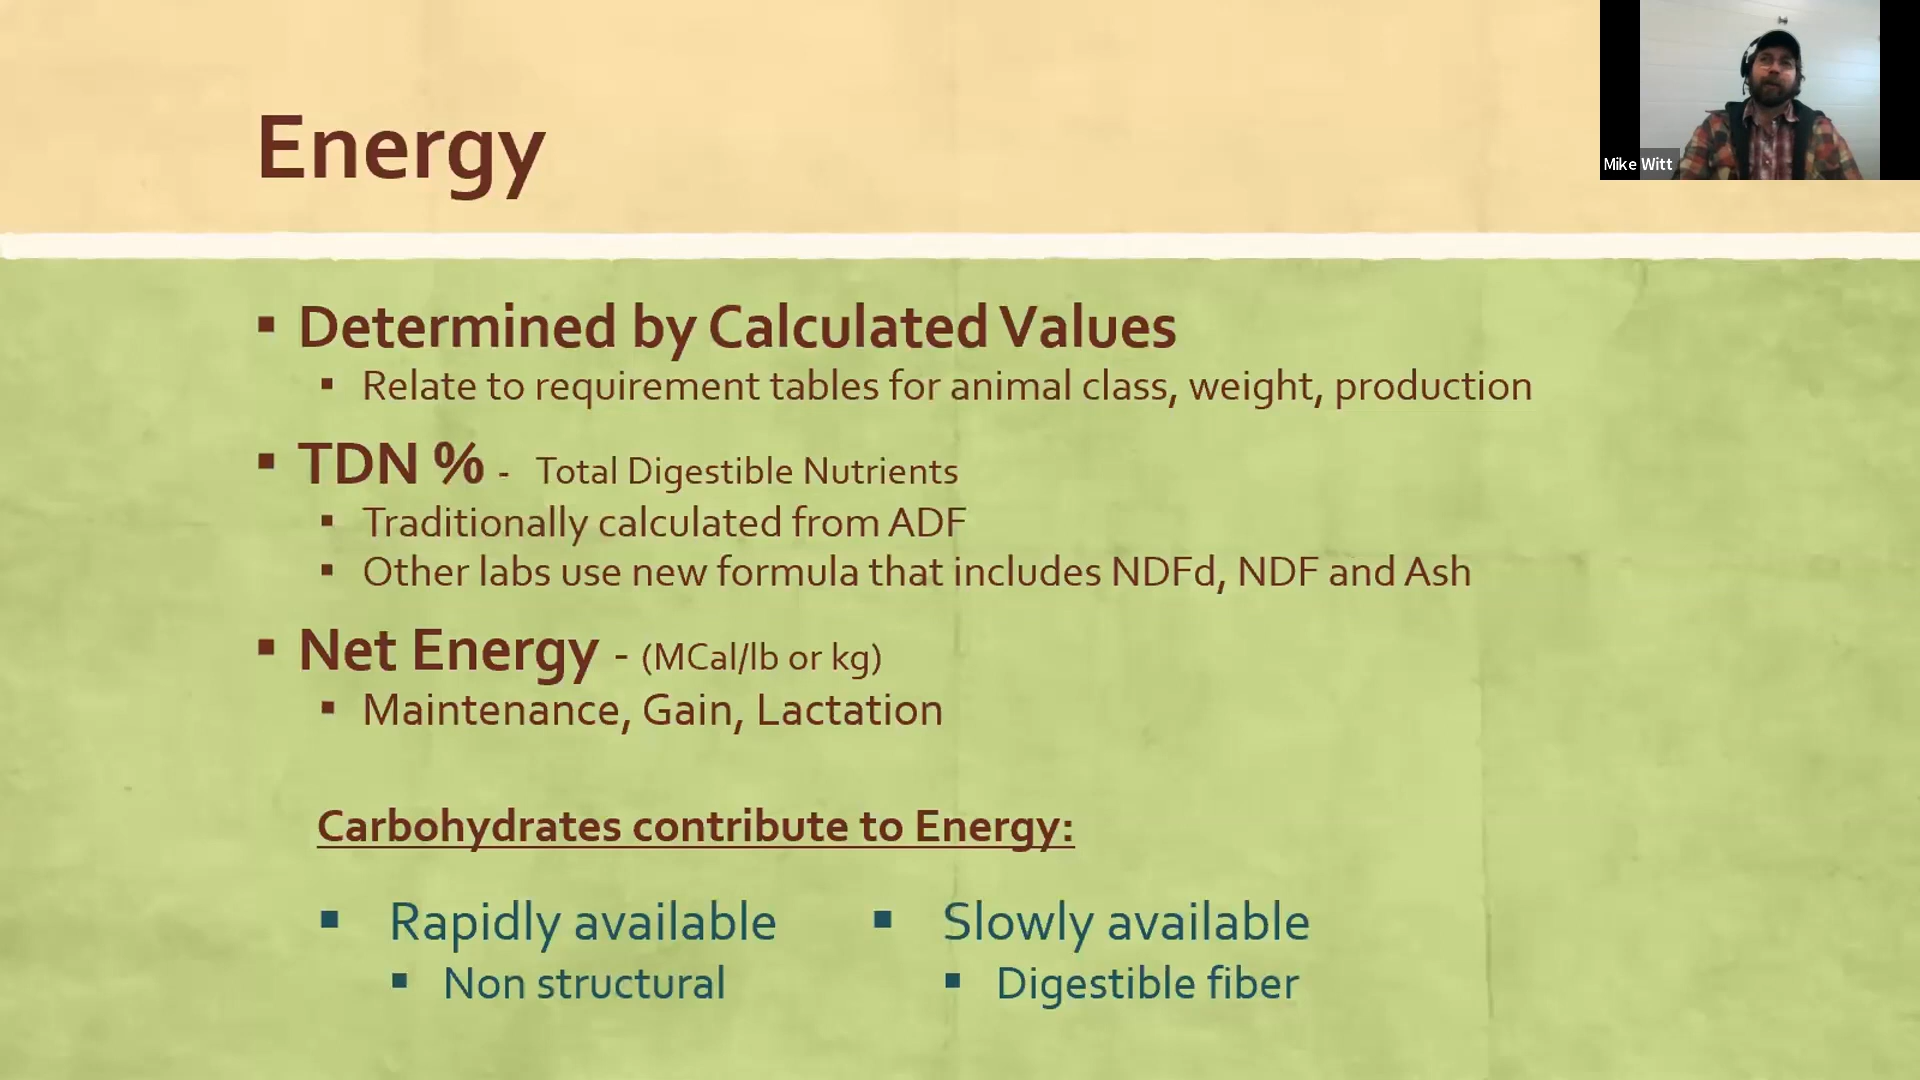 Energy
Mike Witt
▪ Determined by Calculated Values
▪ Relate to requirement tables for animal class, weight, production
▪ TDN % - Total Digestible Nutrients
▪ Traditionally calculated from ADF
▪ Other labs use new formula that includes NDFd, NDF and Ash
▪ Net Energy - (MCal/lb or kg)
▪ Maintenance, Gain, Lactation
Carbohydrates contribute to Energy:
▪ Rapidly available
▪ Non structural
▪ Slowly available
▪ Digestible fiber